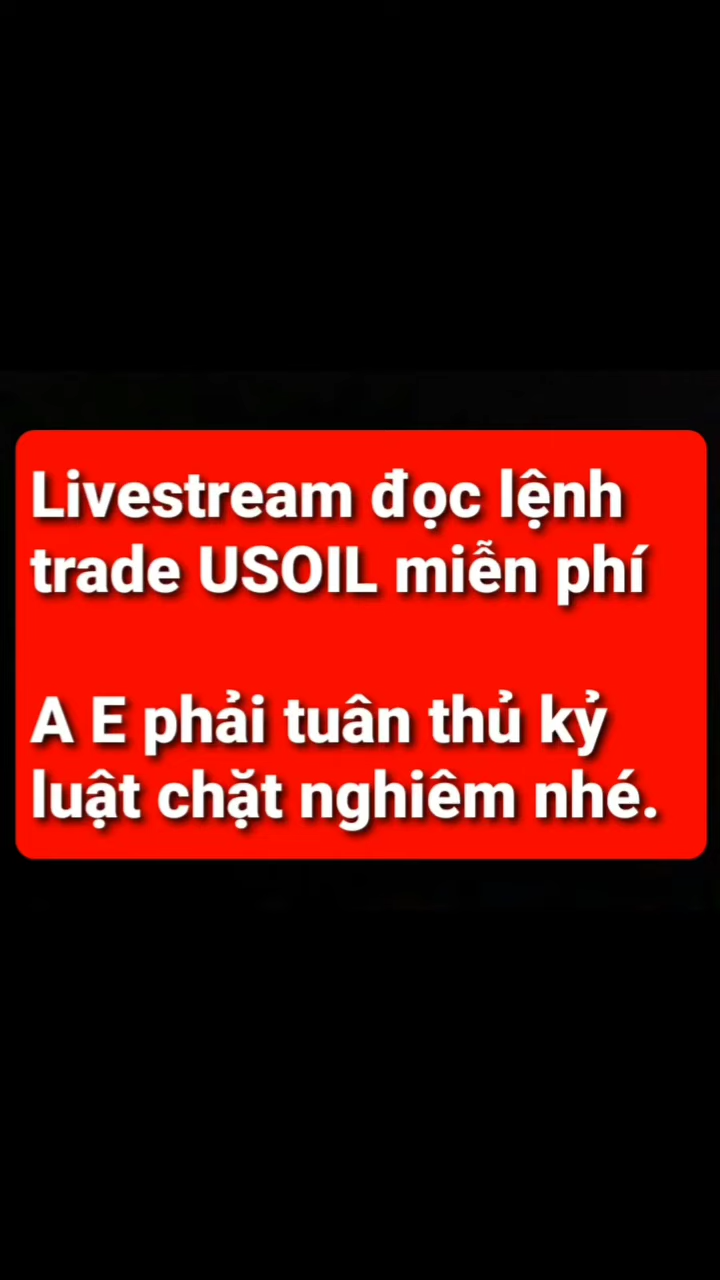 Livestream đọc lệnh
trade USOIL miễn phí
A E phải tuân thủ kỷ
luật chặt nghiêm nhé.